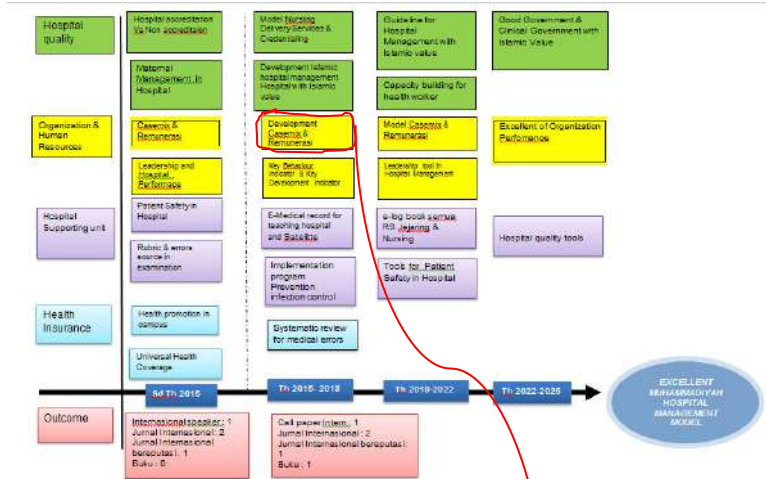 Hospital
quality
Hospital accreditation
Vs Non accreditaion
Maternal
Management In
Hospital
Model Nursing
Delivery Services &
Credentialing
Development Islamic
hospital management
Hospital with Islamic
value
Guideline for
Hospital
Management with
Islamic value
Capacity building for
health worker
Good Government &
Clinical Government with
Islamic Value
Organization &
Human
Resources
Casemix &
Remunerasi
Leadership and
Hospital
Performace
Development
Casemix &
Remunerasi
Key Behaviour
Indicator & Key
Development Indicator
Model Casemix &
Remunerasi
Leadership tool In
Hospital Management
Excellent of Organization
Perfomance
Hospital
Supporting unit
Patient Safety in
Hospital
Rubric & errors
source in
examination
E-Medical record for
teaching hospital
and Satellite
Implementation
program
Prevention
infection control
e-log book semua
RS Jejaring &
Nursing
Tools for Patient
Safety in Hospital
Hospital quality tools
Health
Insurance
Health promotion in
campus
Universal Health
Coverage
Systematic review
for medical errors
Sd Th 2015
Th 2015- 2018
Th 2019-2022
Th 2022-2025
EXCELLENT
MUHAMMADIYAH
HOSPITAL
MANAGEMENT
MODEL
Outcome
Internasional speaker : 1
Jurnal Internasional : 2
Jurnal Internasional
bereputasi : 1
Buku : 0
Call paper Intern : 1
Jurnal Internasional : 2
Jurnal Internasional bereputasi :
1
Buku : 1